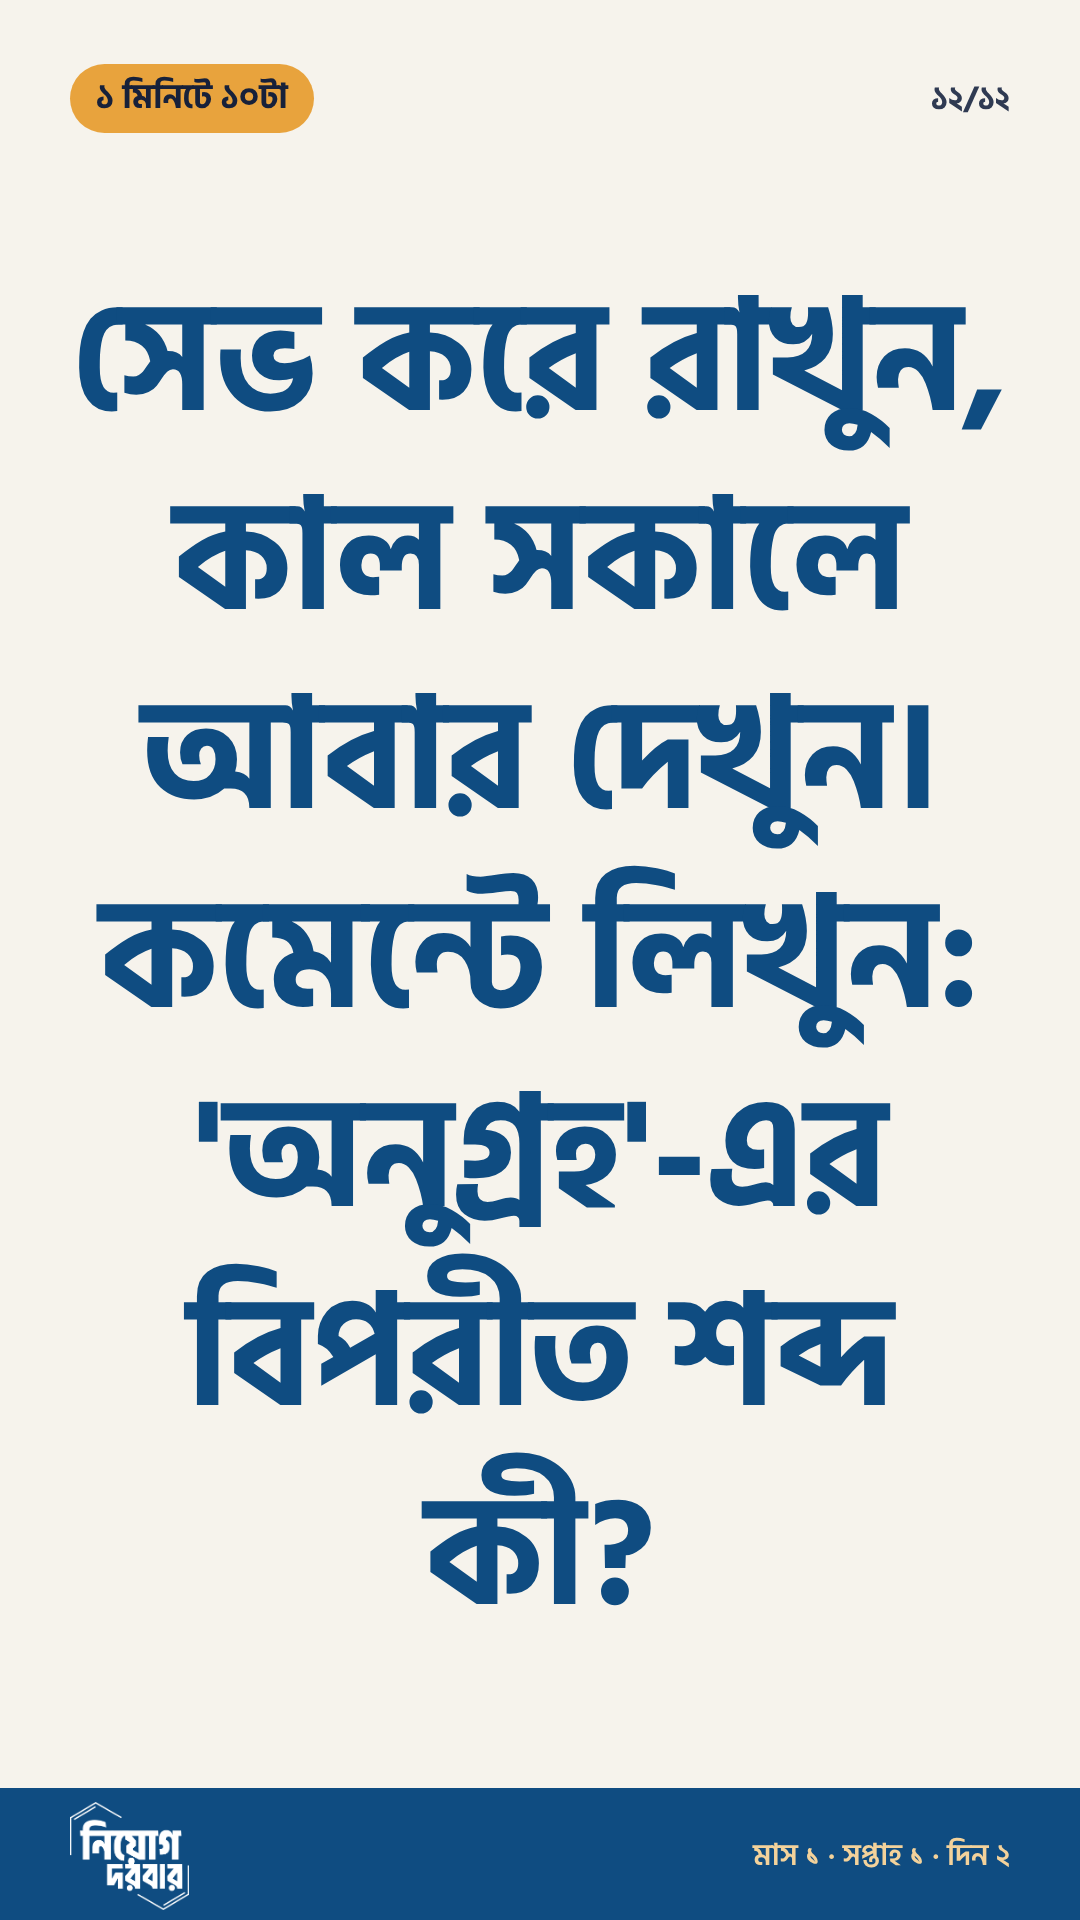 ১ মিনিটে ১০টা
১২/১২
সেভ করে রাখুন,
কাল সকালে
আবার দেখুন।
কমেন্টে লিখুন:
'অনুগ্রহ'-এর
বিপরীত শব্দ
কী?
নিয়োগ
দরবার
মাস ১ · সপ্তাহ ১ · দিন ২